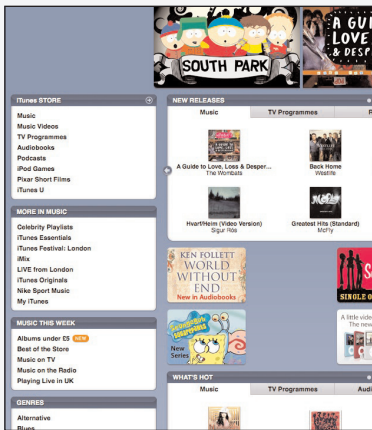 SOUTH PARK
A GUI
LOVE
& DESP
iTunes STORE
Music
Music Videos
TV Programmes
Audiobooks
Podcasts
iPod Games
Pixar Short Films
iTunes U
MORE IN MUSIC
Celebrity Playlists
iTunes Essentials
iTunes Festival: London
iMix
LIVE from London
iTunes Originals
Nike Sport Music
My iTunes
MUSIC THIS WEEK
Albums under £5 NEW
Best of the Store
Music on TV
Music on the Radio
Playing Live in UK
GENRES
Alternative
Blues
NEW RELEASES
Music TV Programmes
A Guide to Love, Loss & Desper... Back Home
The Wombats Westlife
Hvarf/Heim (Video Version) Greatest Hits (Standard)
Sigur Rós McFly
KEN FOLLETT
WORLD
WITHOUT
END
New in Audiobooks
SINGLE O
SpongeBob
SquarePants
New
Series
A little vide
The new
WHAT'S HOT
Music TV Programmes Audi